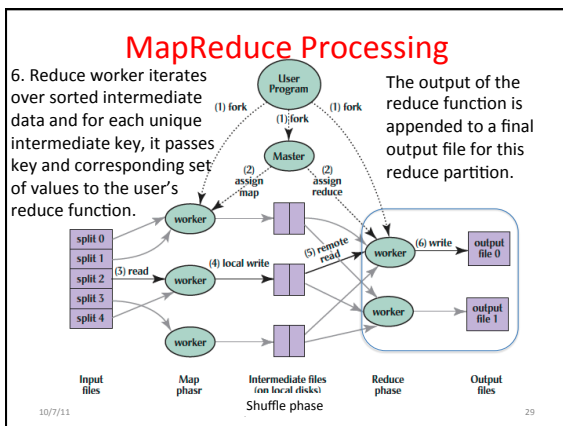 MapReduce Processing
6. Reduce worker iterates
over sorted intermediate
data and for each unique
intermediate key, it passes
key and corresponding set
of values to the user's
reduce function.
The output of the
reduce function is
appended to a final
output file for this
reduce partition.
User
Program
(1) fork
(1) fork
(1) fork
Master
(2)
assign
map
(2)
assign
reduce
split 0
split 1
split 2
split 3
split 4
(3) read
worker
worker
worker
(4) local write
(5) remote
read
worker
worker
(6) write
output
file 0
output
file 1
Input
files
Map
phasr
Intermediate files
(on local disks)
Reduce
phase
Output
files
10/7/11
Shuffle phase
29